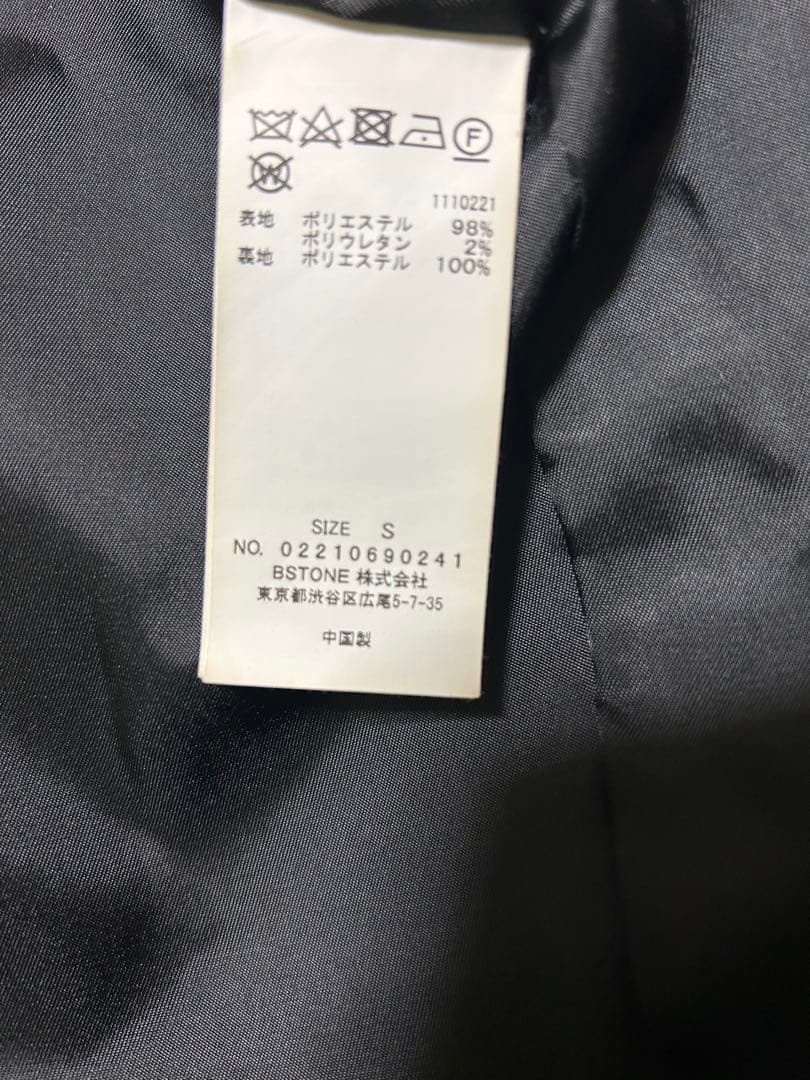 F
W
1110221
表地 ポリエステル 98%
ポリウレタン 2%
裏地 ポリエステル 100%
SIZE S
NO. 02210690241
BSTONE 株式会社
東京都渋谷区広尾5-7-35
中国製